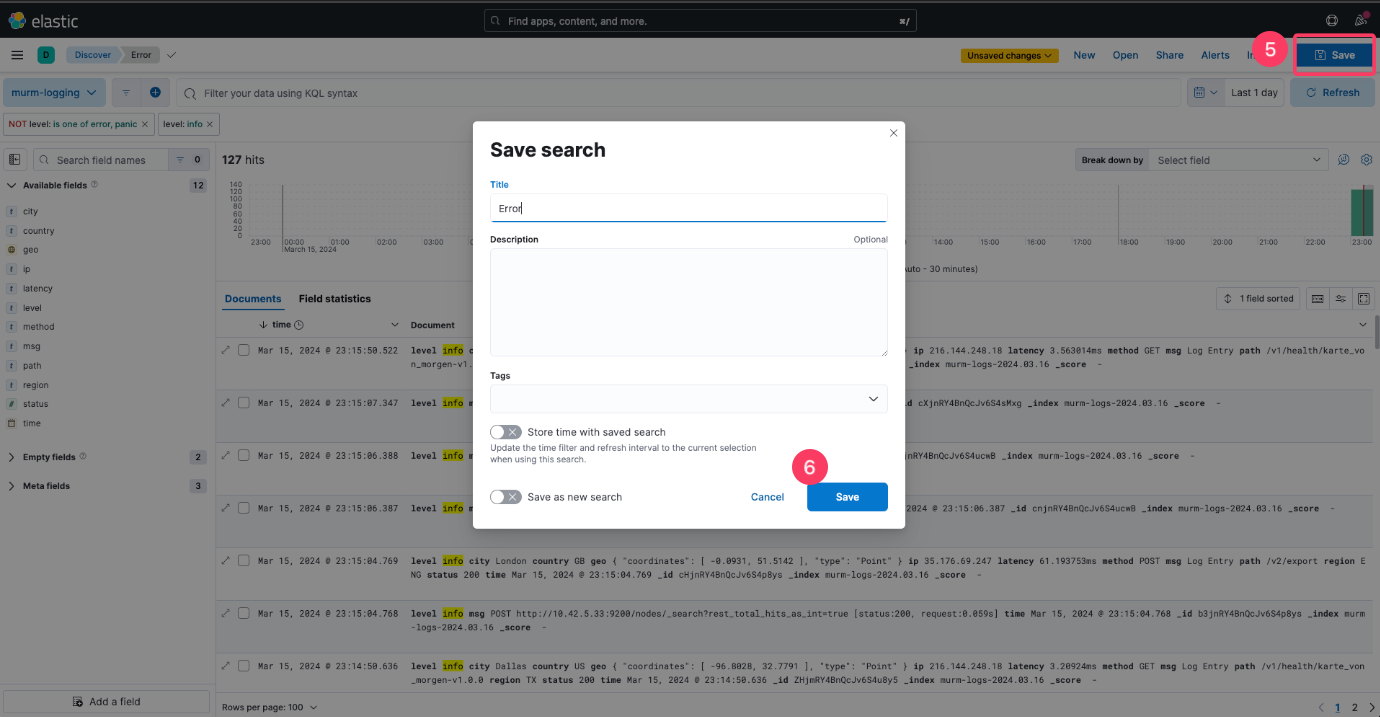 elastic
Find apps, content, and more.
⌘/
D
Discover
Error
Unsaved changes
New
Open
Share
Alerts
5
Save
murm-logging
Filter your data using KQL syntax
Last 1 day
Refresh
NOT level: is one of error, panic ×
level: info ×
Search field names
0
127 hits
Break down by
Select field
Available fields
12
city
country
geo
ip
latency
level
method
msg
path
region
status
time
Empty fields
2
Meta fields
3
Add a field
140
120
100
80
60
40
20
0
23:00
00:00
01:00
02:00
03:00
14:00
15:00
16:00
17:00
18:00
19:00
20:00
21:00
22:00
23:00
March 15, 2024
Auto - 30 minutes)
Save search
Title
Error
Description
Optional
Tags
Store time with saved search
Update the time filter and refresh interval to the current selection
when using this search.
Save as new search
Cancel
6
Save
Documents
Field statistics
1 field sorted
time
Document
Mar 15, 2024 @ 23:15:50.522
level info
ip 216.144.248.18 latency 3.563014ms method GET msg Log Entry path /v1/health/karte_vo
n_morgen-v1.
id murm-logs-2024.03.16 _score -
Mar 15, 2024 @ 23:15:07.347
level info
d cXjnRY4BnQcJv6S4sMxg _index murm-logs-2024.03.16 _score -
Mar 15, 2024 @ 23:15:06.388
level info
RY4BnQcJv6S4ucwB _index murm-logs-2024.03.16 _score -
Mar 15, 2024 @ 23:15:06.387
level info
2024 @ 23:15:06.387 _id cnjnRY4BnQcJv6S4ucwB _index murm-logs-2024.03.16 _score -
Mar 15, 2024 @ 23:15:04.769
level info city London country GB geo { "coordinates": [ -0.0931, 51.5142 ], "type": "Point" } ip 35.176.69.247 latency 61.193753ms method POST msg Log Entry path /v2/export region E
NG status 200 time Mar 15, 2024 @ 23:15:04.769 _id cHjnRY4BnQcJv6S4p8ys _index murm-logs-2024.03.16 _score -
Mar 15, 2024 @ 23:15:04.768
level info msg POST http://10.42.5.33:9200/nodes/_search?rest_total_hits_as_int=true [status:200, request:0.059s] time Mar 15, 2024 @ 23:15:04.768 _id b3jnRY4BnQcJv6S4p8ys _index murm
-logs-2024.03.16 _score -
Mar 15, 2024 @ 23:14:50.636
level info city Dallas country US geo { "coordinates": [ -96.8028, 32.7791 ], "type": "Point" } ip 216.144.248.18 latency 3.20924ms method GET msg Log Entry path /v1/health/karte_von
_morgen-v1.0.0 region TX status 200 time Mar 15, 2024 @ 23:14:50.636 _id ZHjmRY4BnQcJv6S4u8y5 _index murm-logs-2024.03.16 _score -
Rows per page: 100
1
2